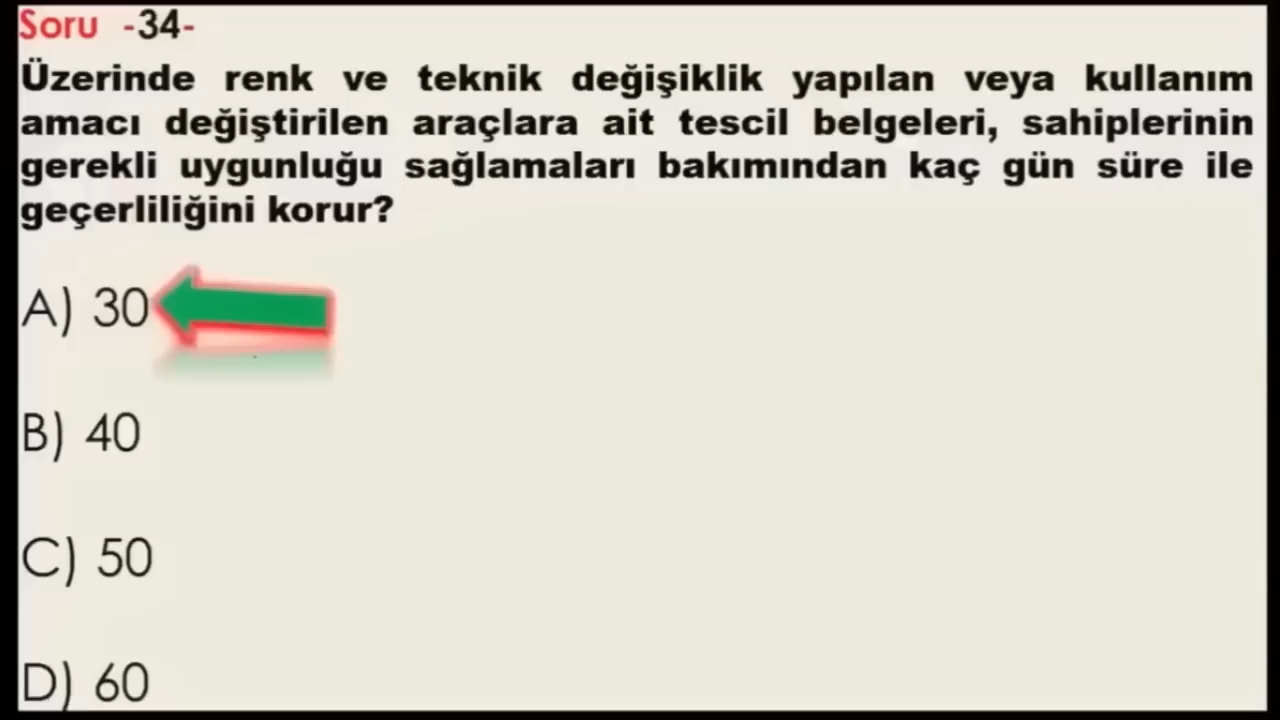 Soru -34-
Üzerinde renk ve teknik değişiklik yapılan veya kullanım
amacı değiştirilen araçlara ait tescil belgeleri, sahiplerinin
gerekli uygunluğu sağlamaları bakımından kaç gün süre ile
geçerliliğini korur?
A) 30
B) 40
C) 50
D) 60